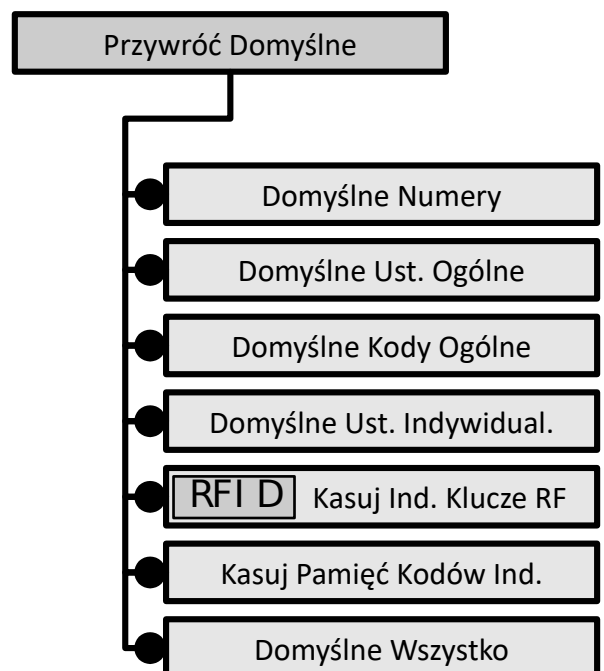 Przywróć Domyślne
Domyślne Numery
Domyślne Ust. Ogólne
Domyślne Kody Ogólne
Domyślne Ust. Indywidual.
RFI D Kasuj Ind. Klucze RF
Kasuj Pamięć Kodów Ind.
Domyślne Wszystko